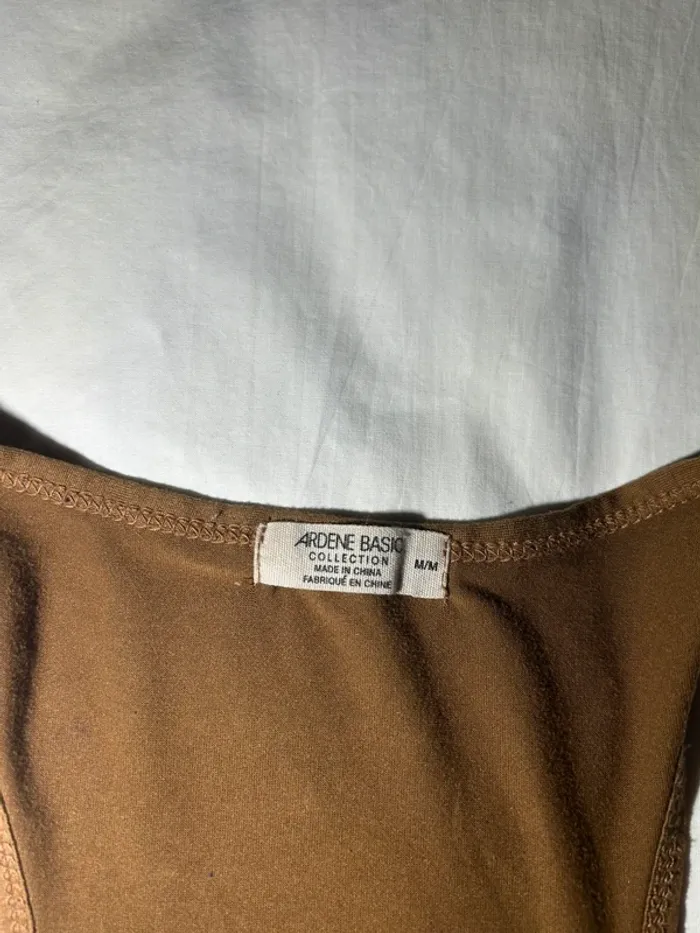 ARDENE BASIC
COLLECTION
MADE IN CHINA
FABRIQUÉ EN CHINE
M/M